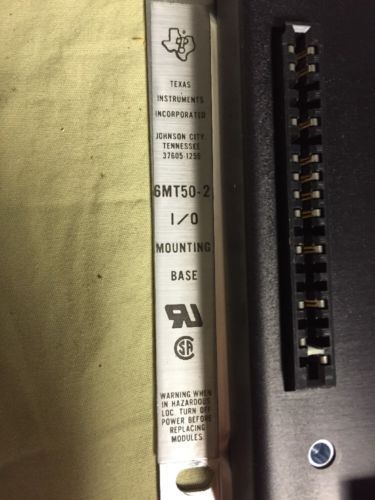 TEXAS
INSTRUMENTS
INCORPORATED
JOHNSON CITY,
TENNESSEE
37605-1255
6MT50-2
I/O
MOUNTING
BASE
WARNING WHEN
IN HAZARDOUS
LOC. TURN OFF
POWER BEFORE
REPLACING
MODULES.